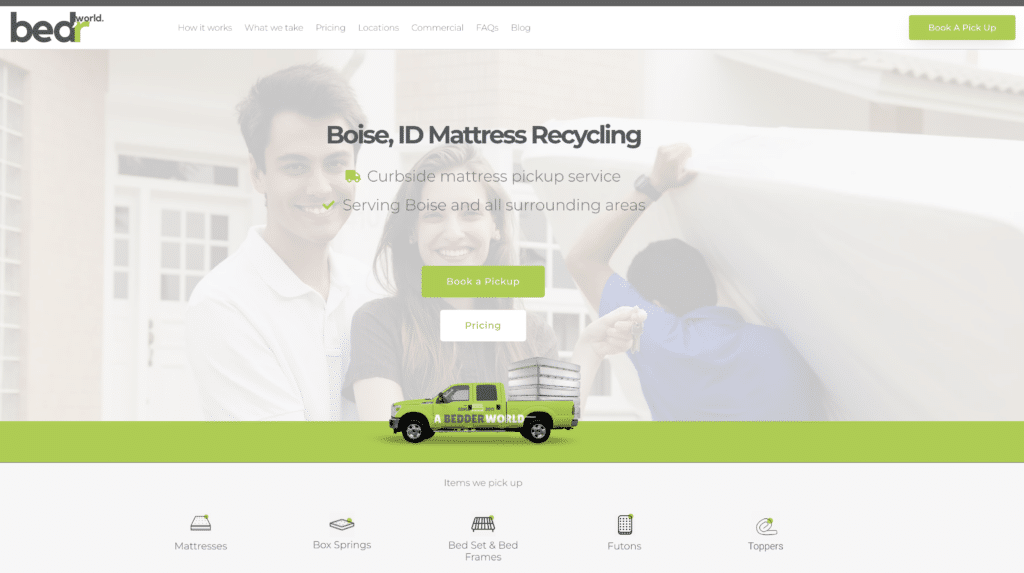 bedr world.
How it works What we take Pricing Locations Commercial FAQs Blog
Book A Pick Up
Boise, ID Mattress Recycling
Curbside mattress pickup service
Serving Boise and all surrounding areas
Book a Pickup
Pricing
A BEDDER WORLD
Items we pick up
Mattresses
Box Springs
Bed Set & Bed
Frames
Futons
Toppers